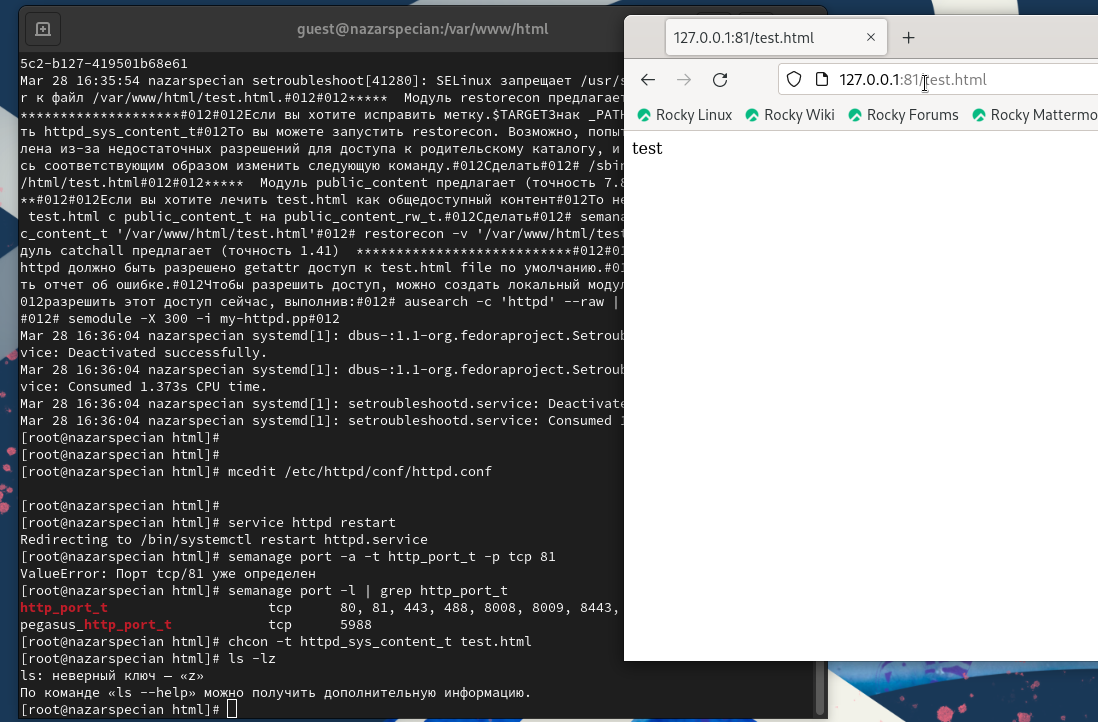 guest@nazarspecian:/var/www/html
5c2-b127-419501b68e61
Mar 28 16:35:54 nazarspecian setroubleshoot[41280]: SELinux запрещает /usr/s
r к файл /var/www/html/test.html.#012#012***** Модуль restorecon предлагает
********************#012#012Если вы хотите исправить метку.$TARGETЗнак _PATH
ть httpd_sys_content_t#012То вы можете запустить restorecon. Возможно, попыт
лена из-за недостаточных разрешений для доступа к родительскому каталогу, и
сь соответствующим образом изменить следующую команду.#012Сделать#012# /sbin
/html/test.html#012#012***** Модуль public_content предлагает (точность 7.8
**#012#012Если вы хотите лечить test.html как общедоступный контент#012То не
test.html с public_content_t на public_content_rw_t.#012Сделать#012# semana
c_content_t '/var/www/html/test.html'#012# restorecon -v '/var/www/html/test
дуль catchall предлагает (точность 1.41) ***************************#012#01
httpd должно быть разрешено getattr доступ к test.html file по умолчанию.#01
ть отчет об ошибке.#012Чтобы разрешить доступ, можно создать локальный модул
012разрешить этот доступ сейчас, выполнив:#012# ausearch -c 'httpd' --raw |
#012# semodule -X 300 -i my-httpd.pp#012
Mar 28 16:36:04 nazarspecian systemd[1]: dbus-:1.1-org.fedoraproject.Setroub
vice: Deactivated successfully.
Mar 28 16:36:04 nazarspecian systemd[1]: dbus-:1.1-org.fedoraproject.Setroub
vice: Consumed 1.373s CPU time.
Mar 28 16:36:04 nazarspecian systemd[1]: setroubleshootd.service: Deactivate
Mar 28 16:36:04 nazarspecian systemd[1]: setroubleshootd.service: Consumed 1
[root@nazarspecian html]#
[root@nazarspecian html]#
[root@nazarspecian html]# mcedit /etc/httpd/conf/httpd.conf
[root@nazarspecian html]#
[root@nazarspecian html]# service httpd restart
Redirecting to /bin/systemctl restart httpd.service
[root@nazarspecian html]# semanage port -a -t http_port_t -p tcp 81
ValueError: Порт tcp/81 уже определен
[root@nazarspecian html]# semanage port -l | grep http_port_t
http_port_t tcp 80, 81, 443, 488, 8008, 8009, 8443,
pegasus_http_port_t tcp 5988
[root@nazarspecian html]# chcon -t httpd_sys_content_t test.html
[root@nazarspecian html]# ls -lz
ls: неверный ключ — «z»
По команде «ls --help» можно получить дополнительную информацию.
[root@nazarspecian html]#
127.0.0.1:81/test.html
127.0.0.1:81/test.html
Rocky Linux Rocky Wiki Rocky Forums Rocky Mattermo
test